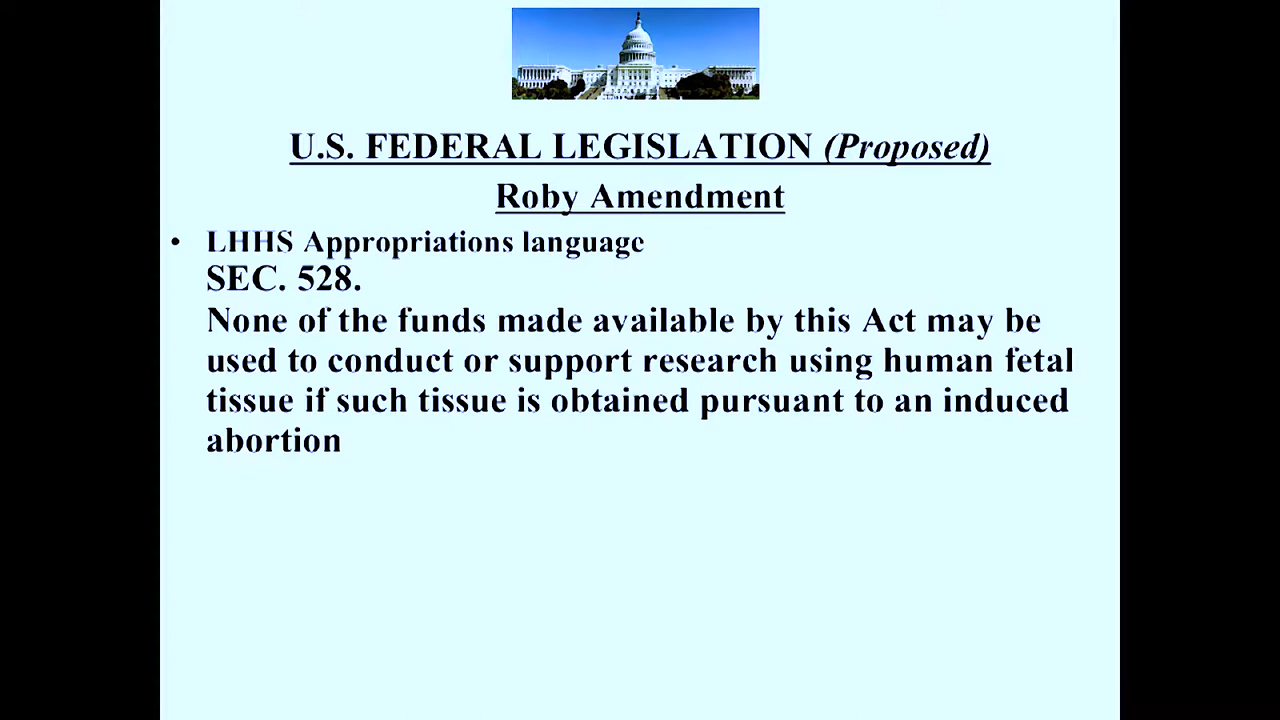 U.S. FEDERAL LEGISLATION (Proposed)
Roby Amendment
• LHHS Appropriations language
SEC. 528.
None of the funds made available by this Act may be
used to conduct or support research using human fetal
tissue if such tissue is obtained pursuant to an induced
abortion